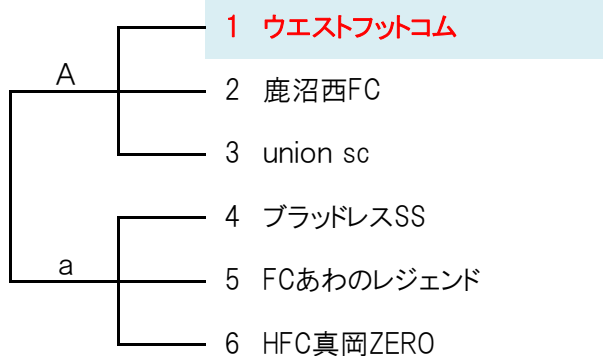 1 ウエストフットコム
A
2 鹿沼西FC
3 union sc
4 ブラッドレスSS
a
5 FCあわのレジェンド
6 HFC真岡ZERO